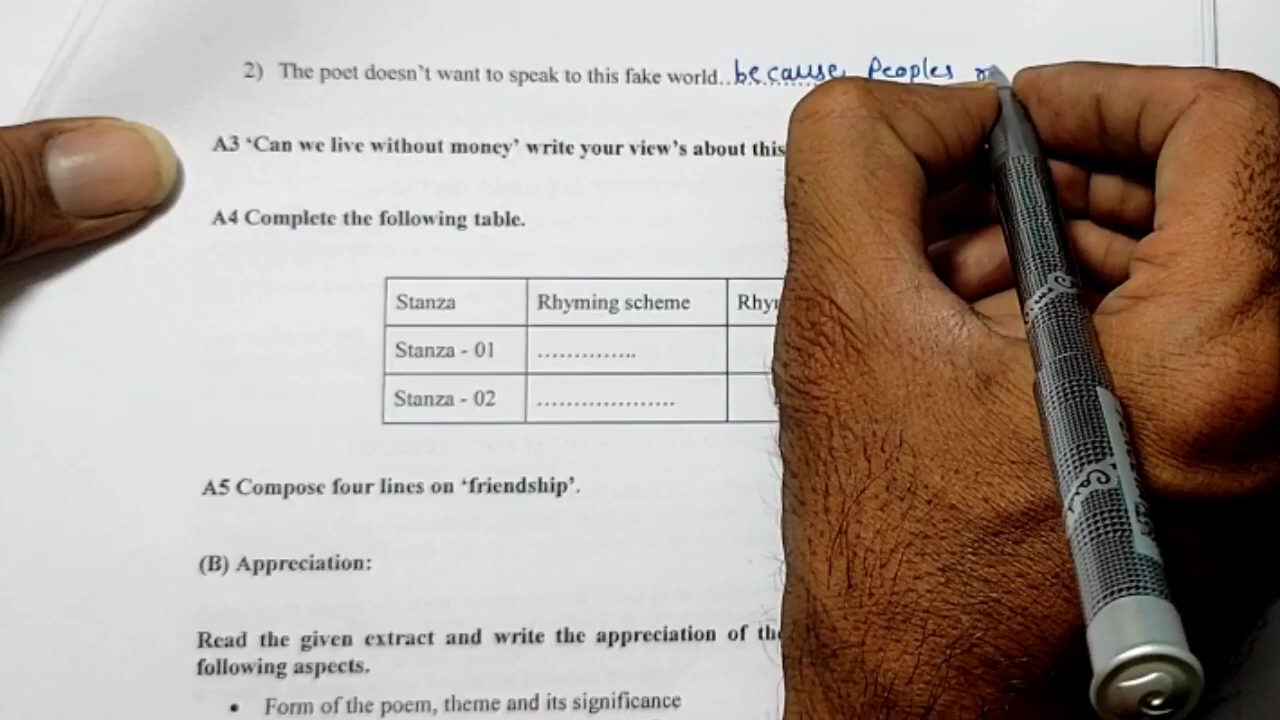 2) The poet doesn't want to speak to this fake world..because Peoples
A3 'Can we live without money' write your view's about this
A4 Complete the following table.
Stanza Rhyming scheme
Stanza - 01 ..............
Stanza - 02 ...................
A5 Compose four lines on 'friendship'.
(B) Appreciation:
Read the given extract and write the appreciation of
following aspects.
• Form of the poem, theme and its significance